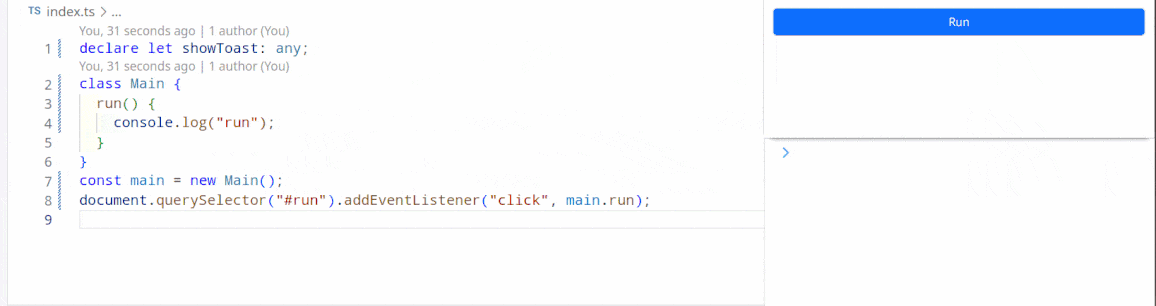 TS index.ts > ...
You, 31 seconds ago | 1 author (You)
1 declare let showToast: any;
You, 31 seconds ago | 1 author (You)
2 class Main {
3 run() {
4 console.log("run");
5 }
6 }
7 const main = new Main();
8 document.querySelector("#run").addEventListener("click", main.run);
9
Run
>